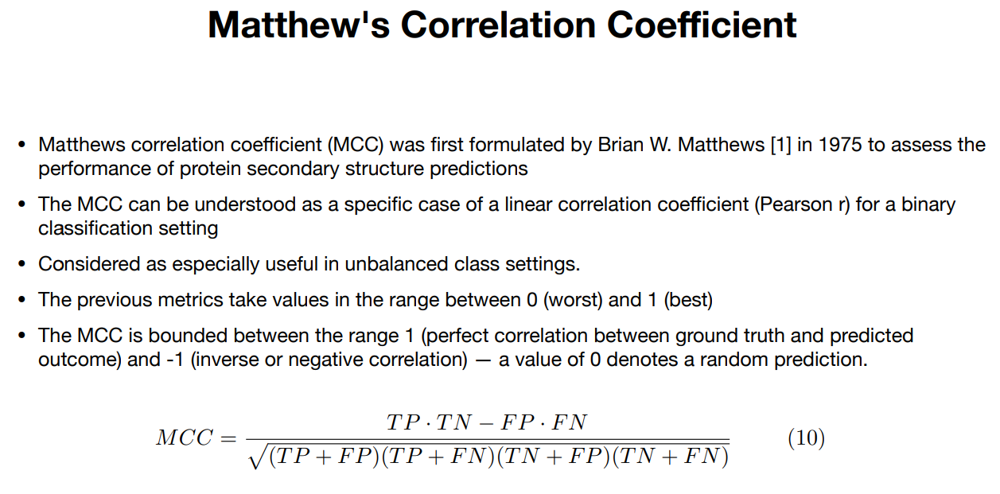 Matthew's Correlation Coefficient
• Matthews correlation coefficient (MCC) was first formulated by Brian W. Matthews [1] in 1975 to assess the
performance of protein secondary structure predictions
• The MCC can be understood as a specific case of a linear correlation coefficient (Pearson r) for a binary
classification setting
• Considered as especially useful in unbalanced class settings.
• The previous metrics take values in the range between 0 (worst) and 1 (best)
• The MCC is bounded between the range 1 (perfect correlation between ground truth and predicted
outcome) and -1 (inverse or negative correlation) — a value of 0 denotes a random prediction.
TP · TN − FP · FN
MCC = (10)
√(TP + FP)(TP + FN)(TN + FP)(TN + FN)